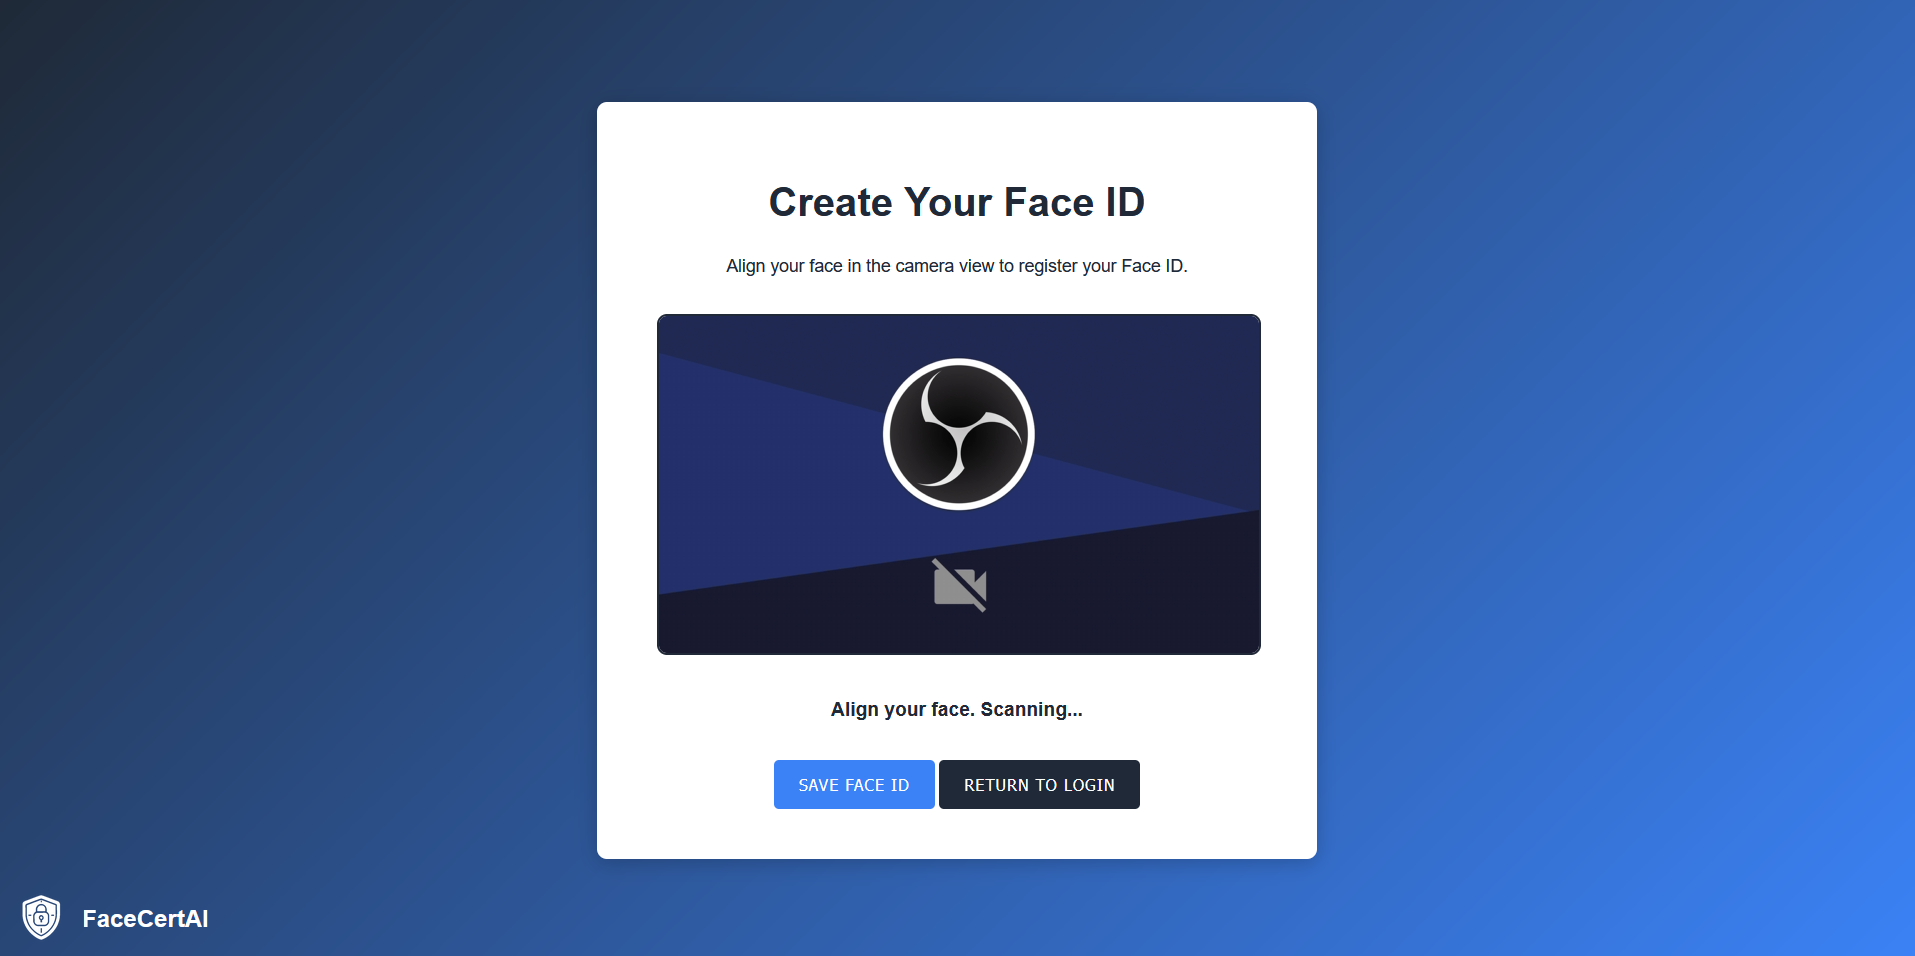 Create Your Face ID
Align your face in the camera view to register your Face ID.
Align your face. Scanning...
SAVE FACE ID
RETURN TO LOGIN
FaceCertAI